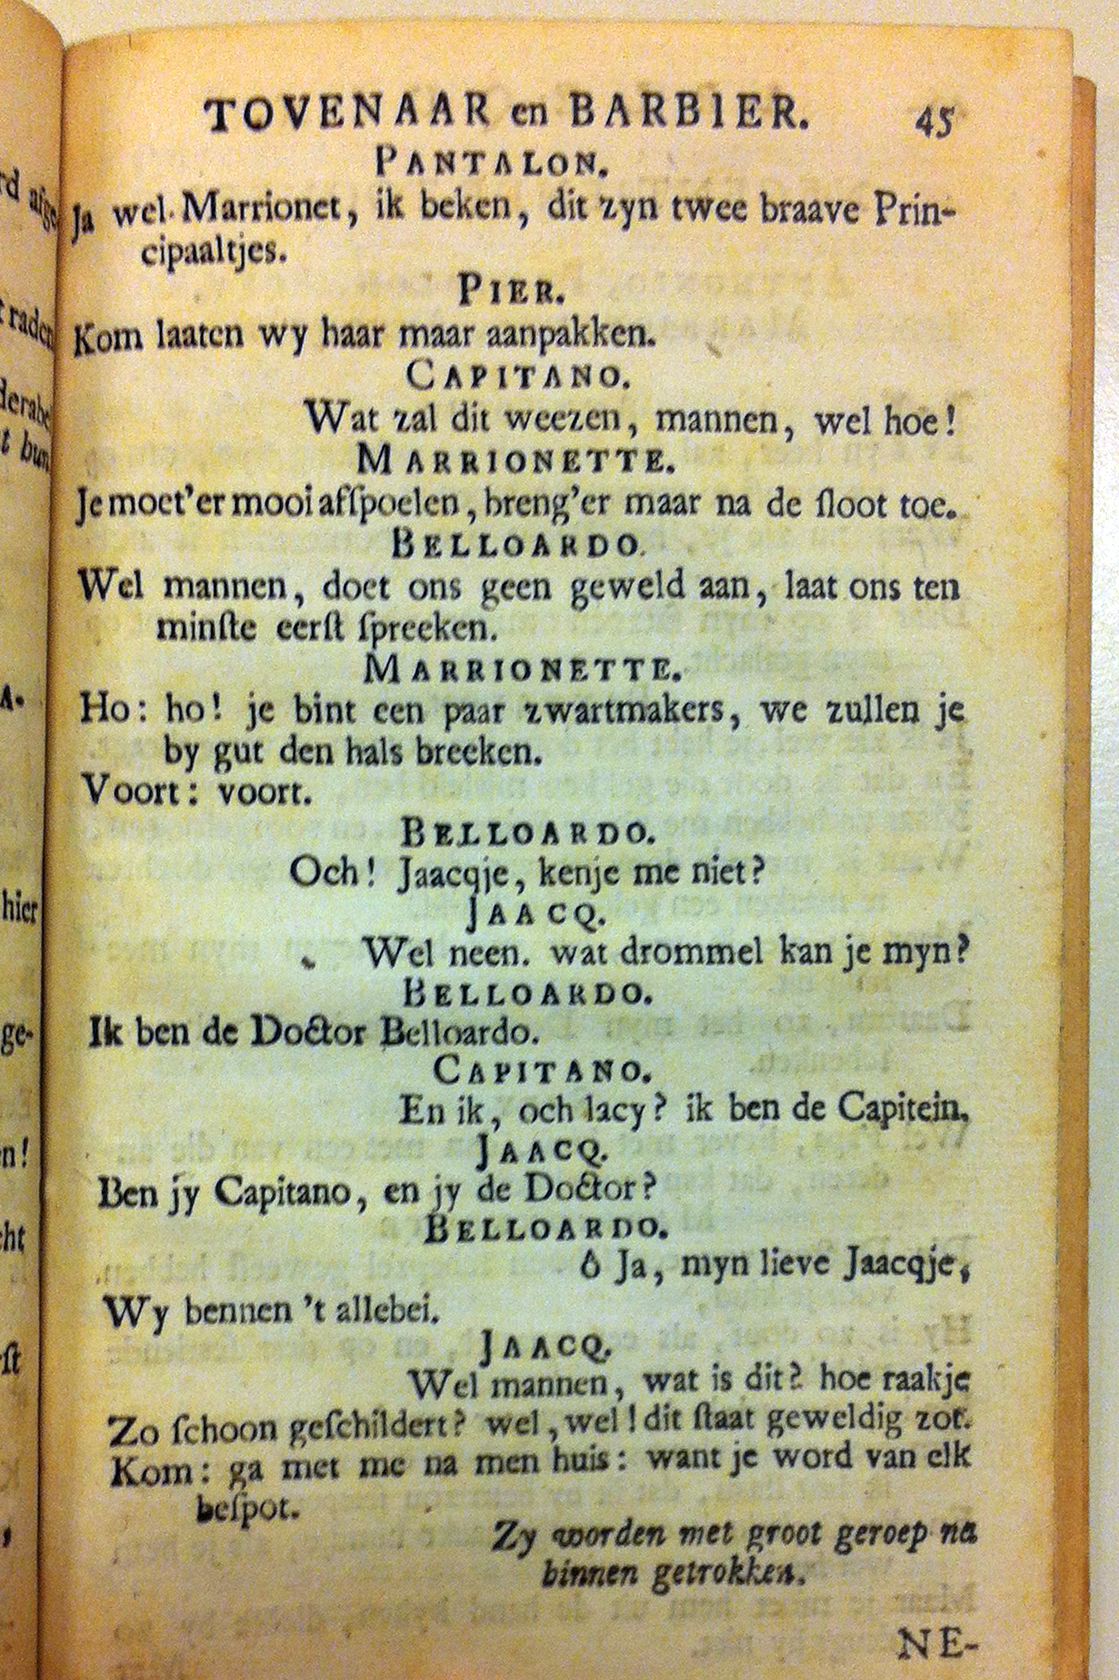 TOVENAAR en BARBIER. 45
PANTALON.
Ja wel Marrionet, ik beken, dit zyn twee braave Prin-
cipaaltjes.
PIER.
Kom laaten wy haar maar aanpakken.
CAPITANO.
Wat zal dit weezen, mannen, wel hoe!
MARRIONETTE.
Je moet'er mooi afſpoelen, breng'er maar na de ſloot toe.
BELLOARDO.
Wel mannen, doet ons geen geweld aan, laat ons ten
minſte eerſt ſpreeken.
MARRIONETTE.
Ho: ho! je bint een paar zwartmakers, we zullen je
by gut den hals breeken.
Voort: voort.
BELLOARDO.
Och! Jaacqje, kenje me niet?
JAACQ.
Wel neen. wat drommel kan je myn?
BELLOARDO.
Ik ben de Doctor Belloardo.
CAPITANO.
En ik, och lacy? ik ben de Capitein.
JAACQ.
Ben jy Capitano, en jy de Doctor?
BELLOARDO.
ô Ja, myn lieve Jaacqje,
Wy bennen 't allebei.
JAACQ.
Wel mannen, wat is dit? hoe raakje
Zo ſchoon geſchildert? wel, wel! dit ſtaat geweldig zot.
Kom: ga met me na men huis: want je word van elk
beſpot.
Zy worden met groot geroep na
binnen getrokken.
NE-